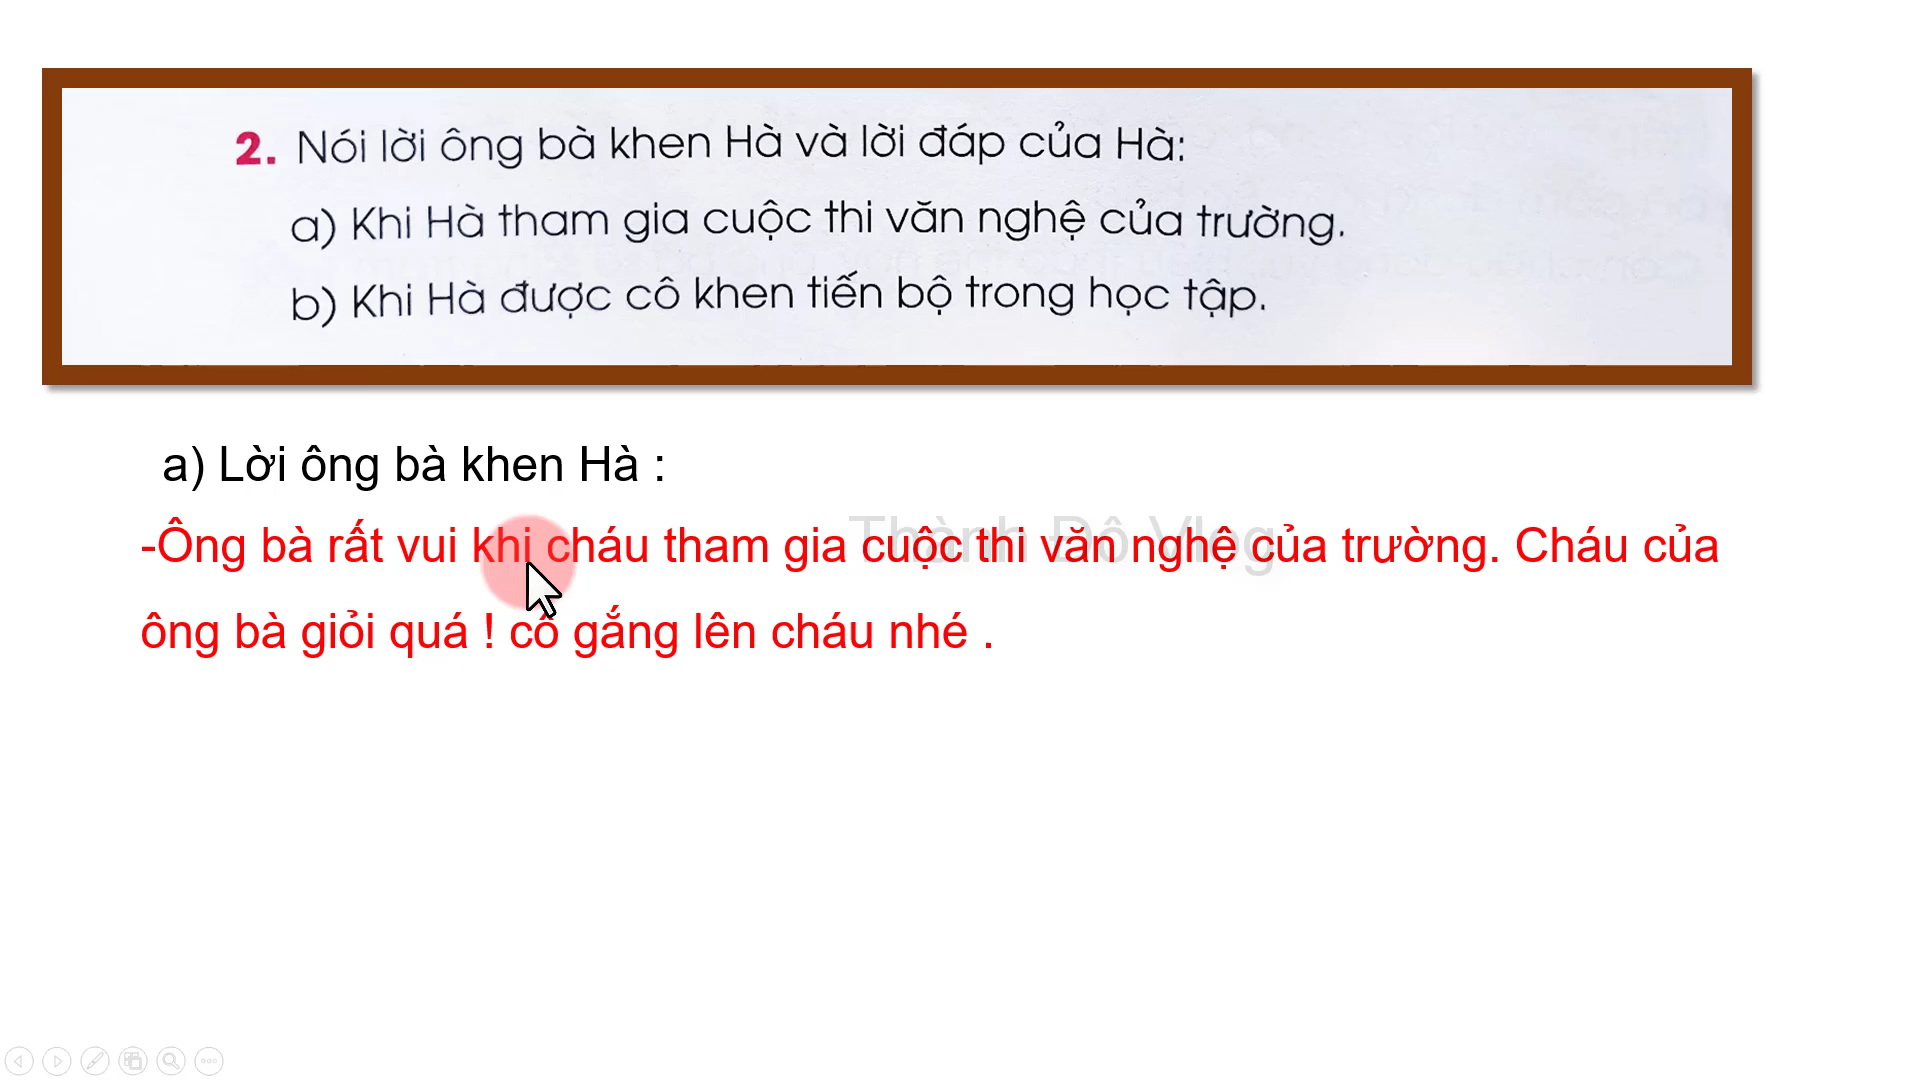 2. Nói lời ông bà khen Hà và lời đáp của Hà:
a) Khi Hà tham gia cuộc thi văn nghệ của trường.
b) Khi Hà được cô khen tiến bộ trong học tập.
a) Lời ông bà khen Hà :
Thành Đô Vlog
-Ông bà rất vui khi cháu tham gia cuộc thi văn nghệ của trường. Cháu của
ông bà giỏi quá ! cố gắng lên cháu nhé .